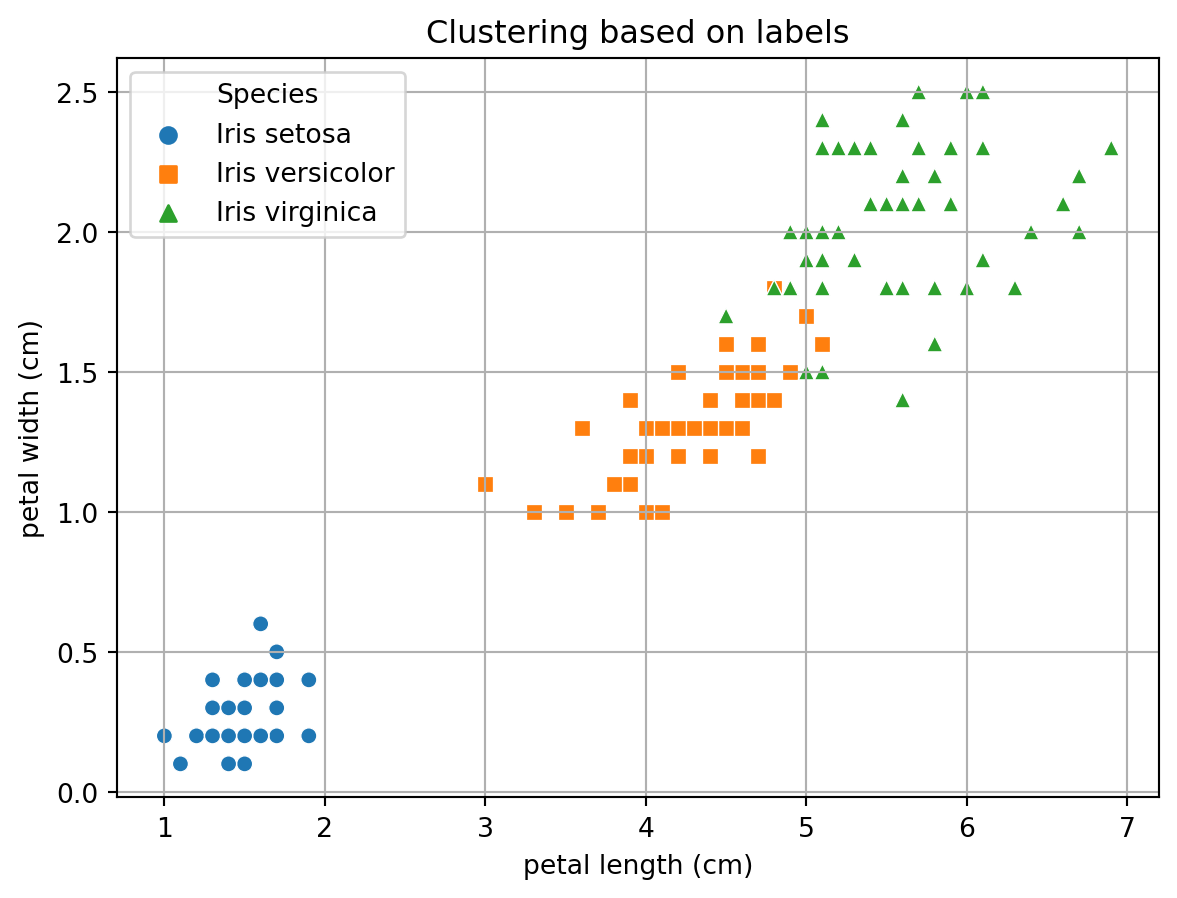 Clustering based on labels
Species
Iris setosa
Iris versicolor
Iris virginica
petal width (cm)
2.5
2.0
1.5
1.0
0.5
0.0
1 2 3 4 5 6 7
petal length (cm)